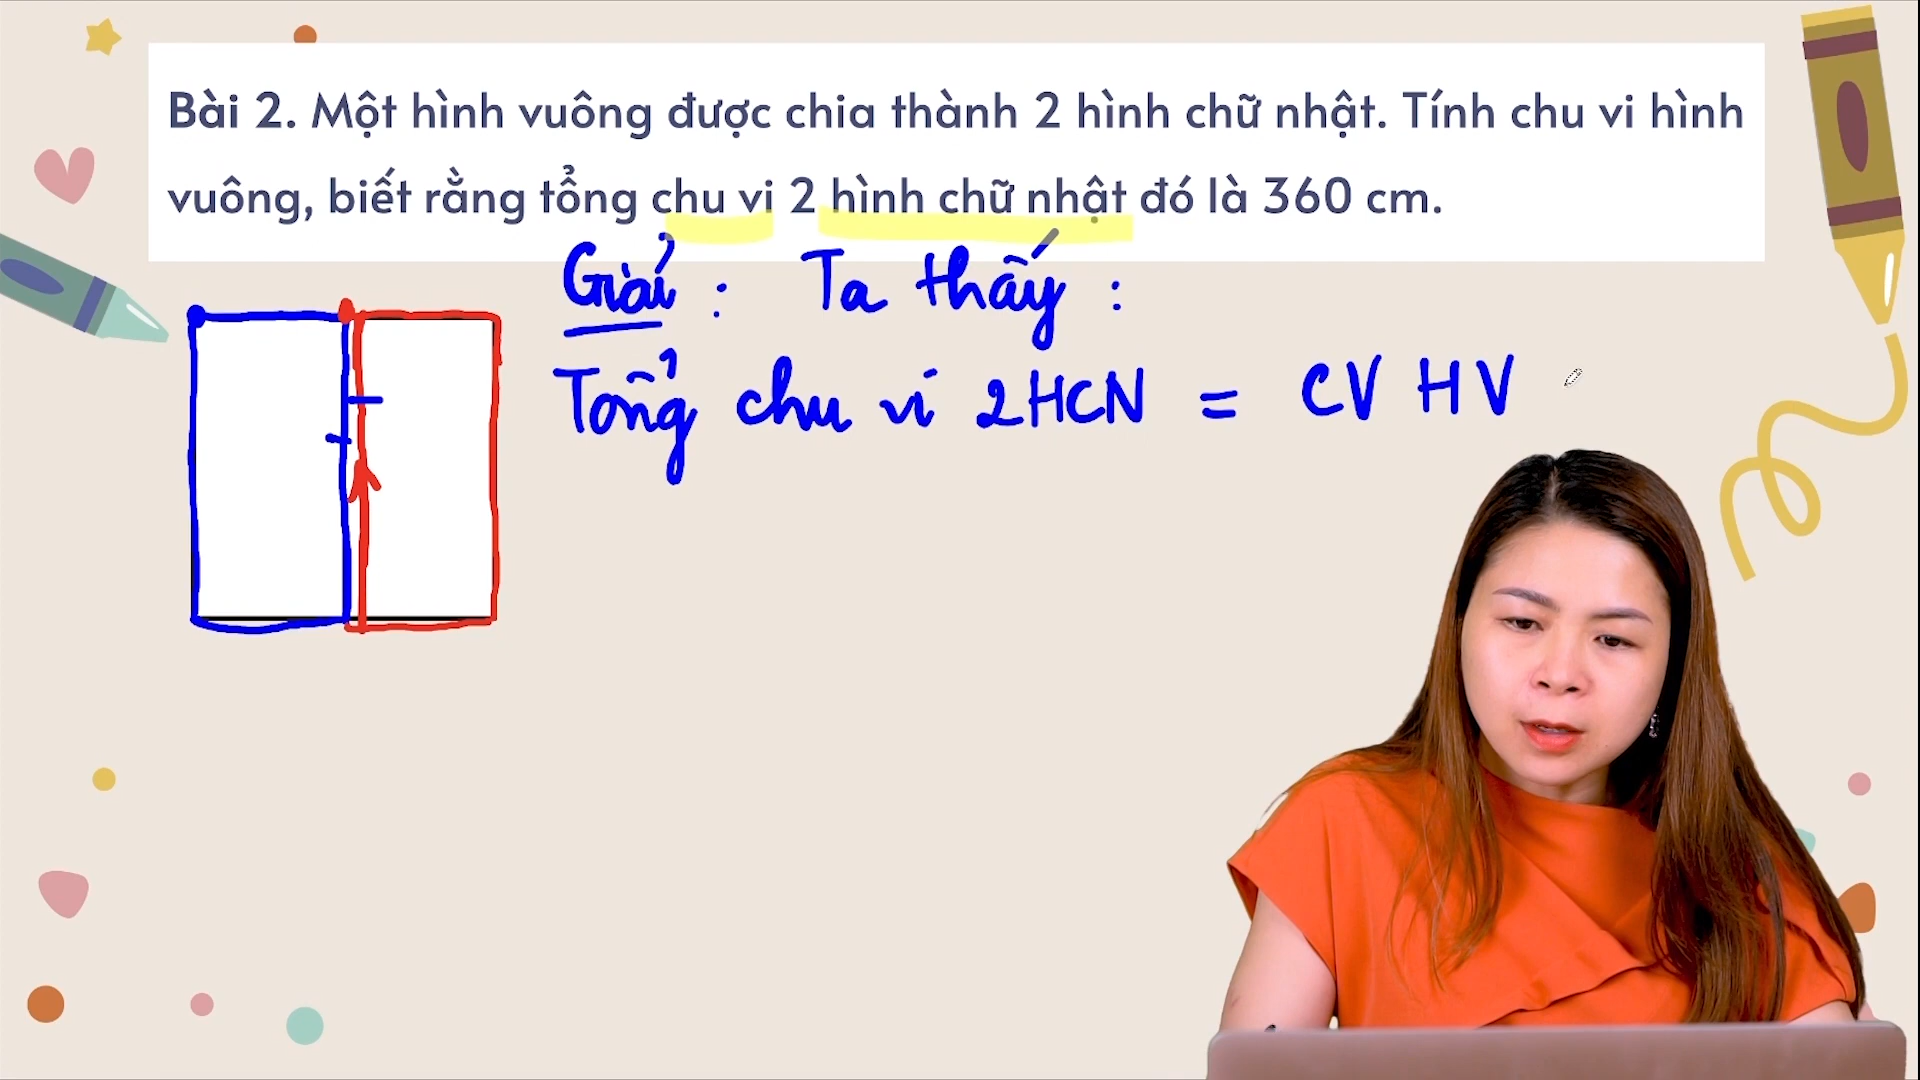 Bài 2. Một hình vuông được chia thành 2 hình chữ nhật. Tính chu vi hình
vuông, biết rằng tổng chu vi 2 hình chữ nhật đó là 360 cm.
Giải : Ta thấy :
Tổng chu vi 2HCN = CV HV